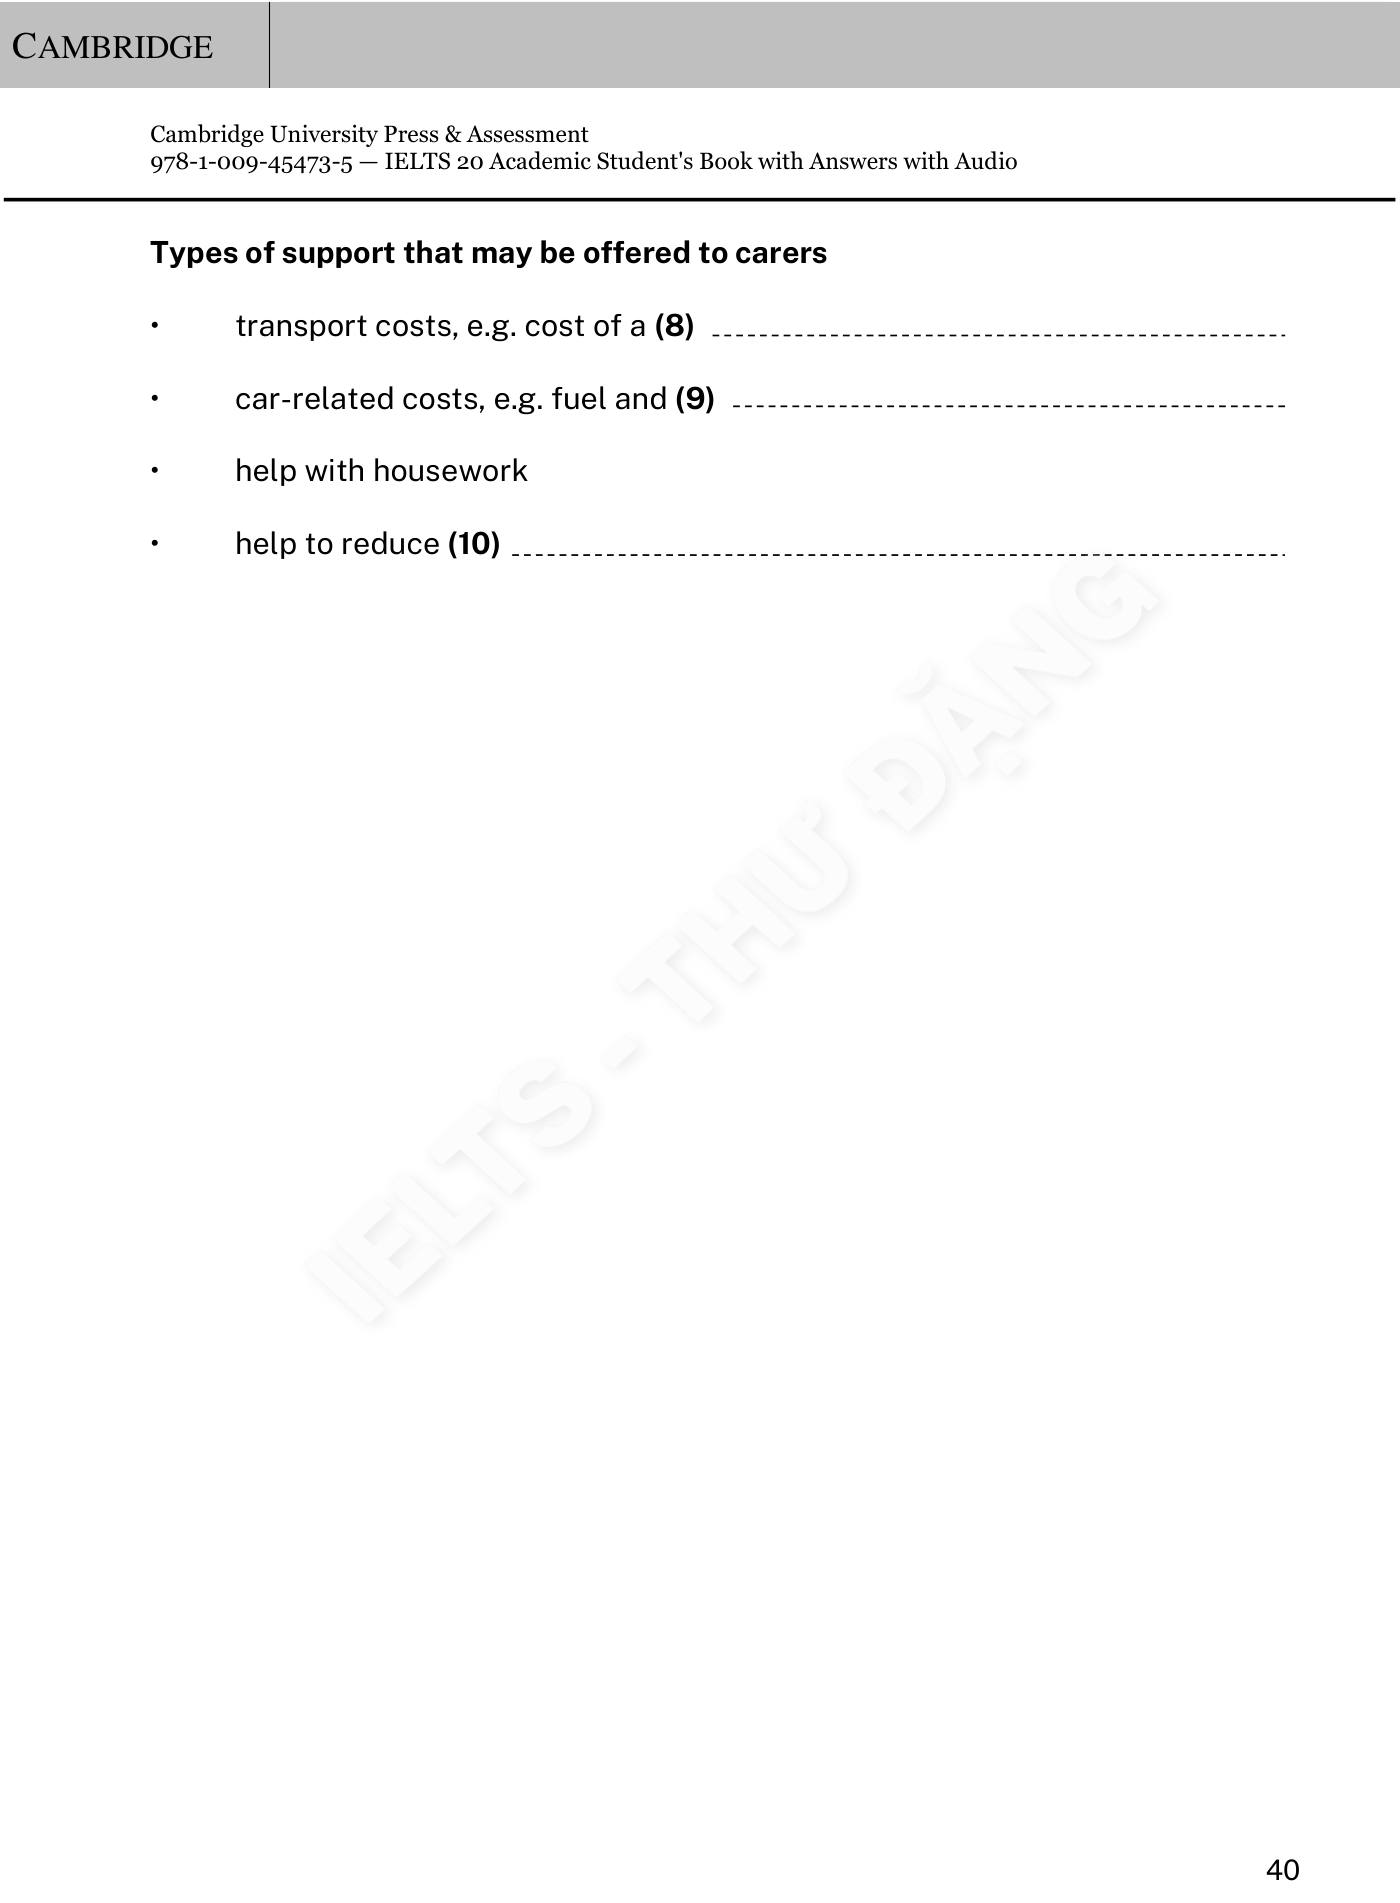 CAMBRIDGE
Cambridge University Press & Assessment
978-1-009-45473-5 — IELTS 20 Academic Student's Book with Answers with Audio
Types of support that may be offered to carers
• transport costs, e.g. cost of a (8)
• car-related costs, e.g. fuel and (9)
• help with housework
• help to reduce (10)
IELTS - THƯ ĐẶNG
40